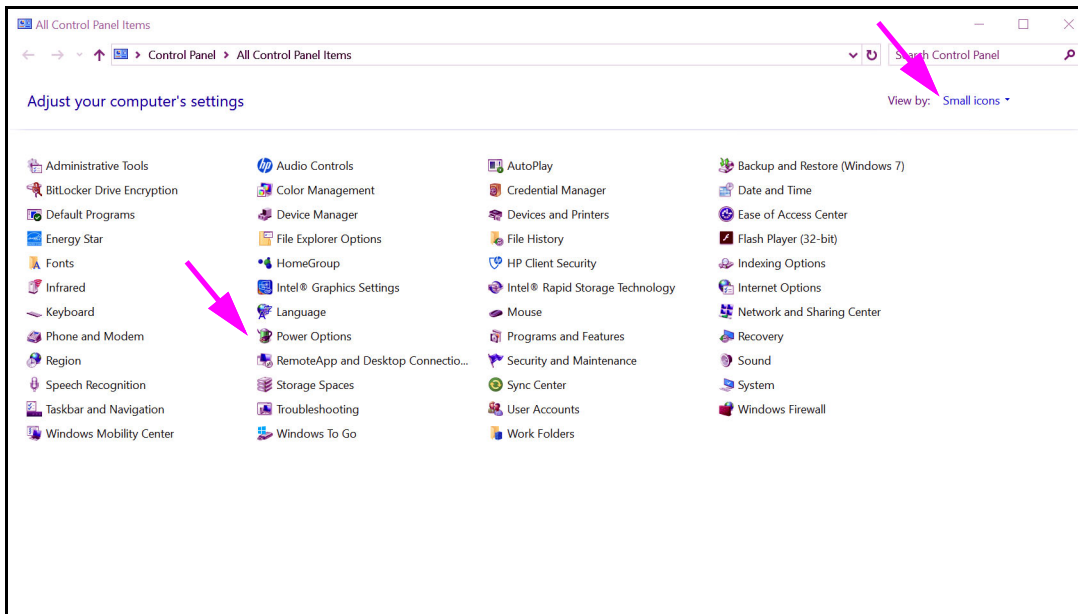 All Control Panel Items
Control Panel > All Control Panel Items
Search Control Panel
Adjust your computer's settings
View by: Small icons
Administrative Tools Audio Controls AutoPlay Backup and Restore (Windows 7)
BitLocker Drive Encryption Color Management Credential Manager Date and Time
Default Programs Device Manager Devices and Printers Ease of Access Center
Energy Star File Explorer Options File History Flash Player (32-bit)
Fonts HomeGroup HP Client Security Indexing Options
Infrared Intel® Graphics Settings Intel® Rapid Storage Technology Internet Options
Keyboard Language Mouse Network and Sharing Center
Phone and Modem Power Options Programs and Features Recovery
Region RemoteApp and Desktop Connectio... Security and Maintenance Sound
Speech Recognition Storage Spaces Sync Center System
Taskbar and Navigation Troubleshooting User Accounts Windows Firewall
Windows Mobility Center Windows To Go Work Folders